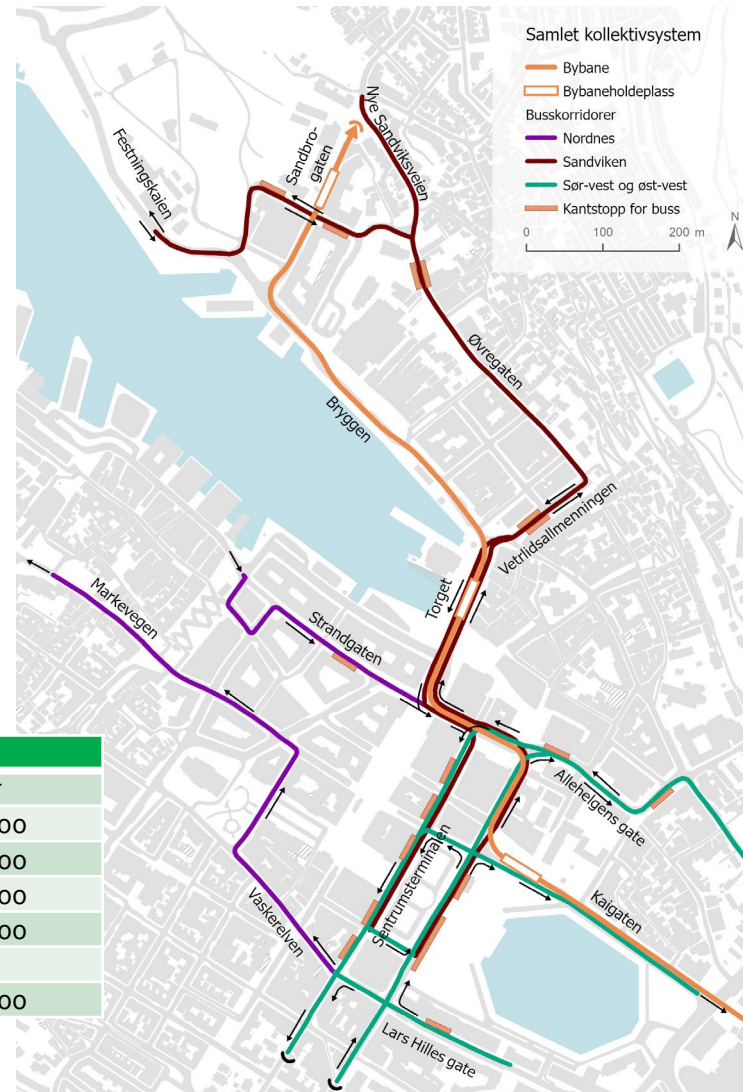 Samlet kollektivsystem
Bybane
Bybaneholdeplass
Busskorridorer
Nordnes
Sandviken
Sør-vest og øst-vest
Kantstopp for buss
0 100 200 m
N
Nye Sandviksveien
Sandbro-
gaten
Festningskaien
Øvregaten
Bryggen
Vetrlidsallmenningen
Torget
Markevegen
Strandgaten
Allehelgens gate
Sentrumsterminalen
Kaigaten
Vaskerelven
Lars Hilles gate
00
00
00
00
00